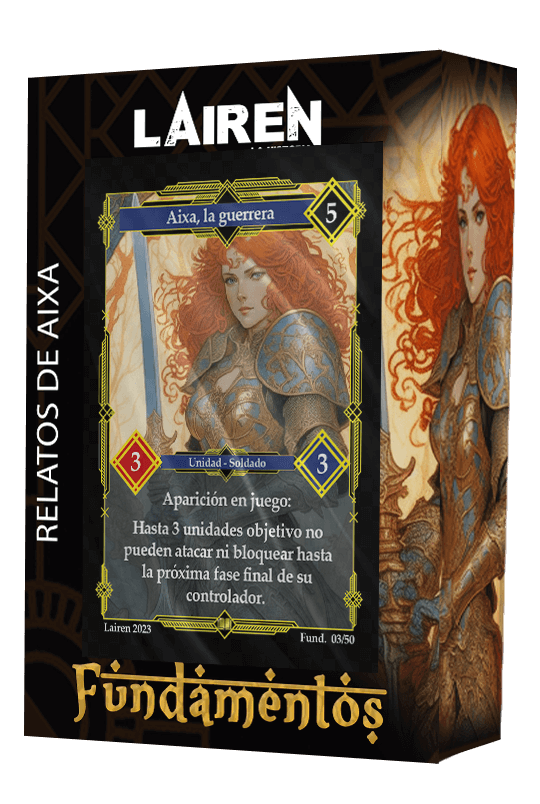 LAIREN
Aixa, la guerrera
5
RELATOS DE AIXA
3
Unidad - Soldado
3
Aparición en juego:
Hasta 3 unidades objetivo no
pueden atacar ni bloquear hasta
la próxima fase final de su
controlador.
Lairen 2023
Fund. 03/50
Fundamentos